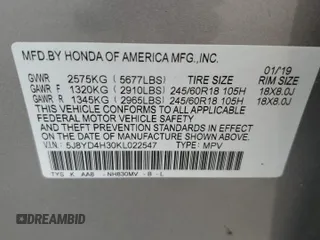 MFD.BY HONDA OF AMERICA MFG.,INC. 01/19
GVWR 2575KG (5677LBS) TIRE SIZE RIM SIZE
GAWR F 1320KG (2910LBS) 245/60R18 105H 18X8.0J
GAWR R 1345KG (2965LBS) 245/60R18 105H 18X8.0J
THIS VEHICLE CONFORMS TO ALL APPLICABLE
FEDERAL MOTOR VEHICLE SAFETY AND THEFT
PREVENTION STANDARDS IN EFFECT ON THE DATE OF
MANUFACTURE SHOWN ABOVE.
V.I.N: 5J8YD4H30KL022547 TYPE: MPV
TYS K AA8 - NH830MV - B - L
DREAMBID